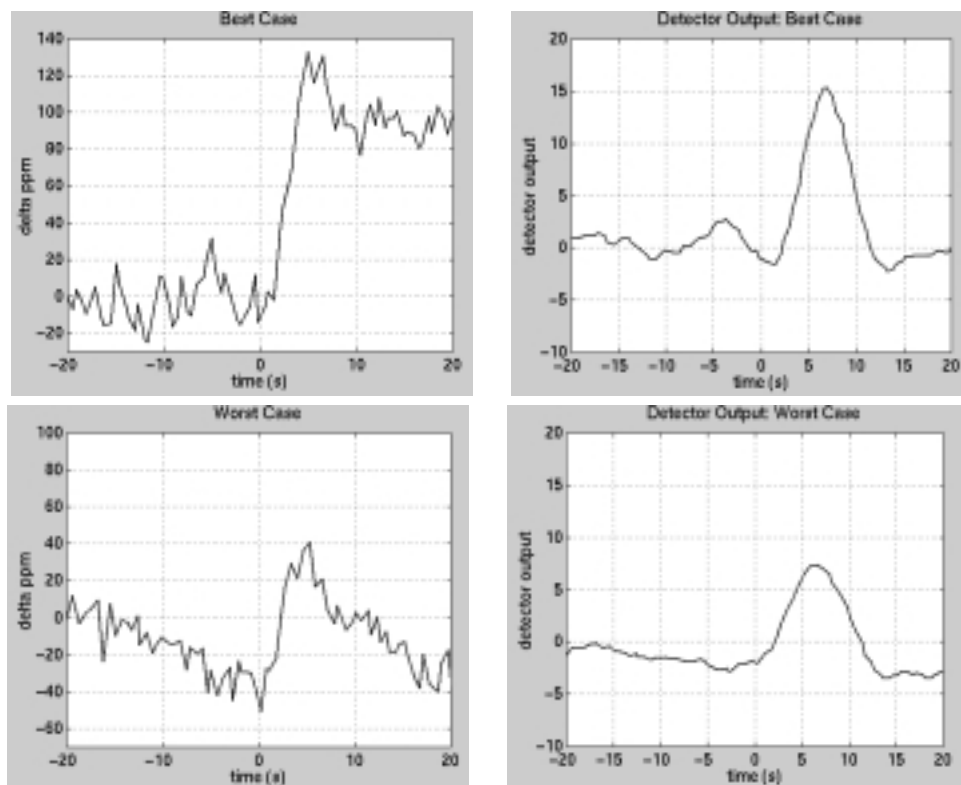 Best Case
140
120
100
80
60
40
20
0
−20
delta ppm
−20 −10 0 10 20
time (s)
Detector Output: Best Case
20
15
10
5
0
−5
−10
detector output
−20 −15 −10 −5 0 5 10 15 20
time (s)
Worst Case
100
80
60
40
20
0
−20
−40
−60
delta ppm
−20 −10 0 10 20
time (s)
Detector Output: Worst Case
20
15
10
5
0
−5
−10
detector output
−20 −15 −10 −5 0 5 10 15 20
time (s)